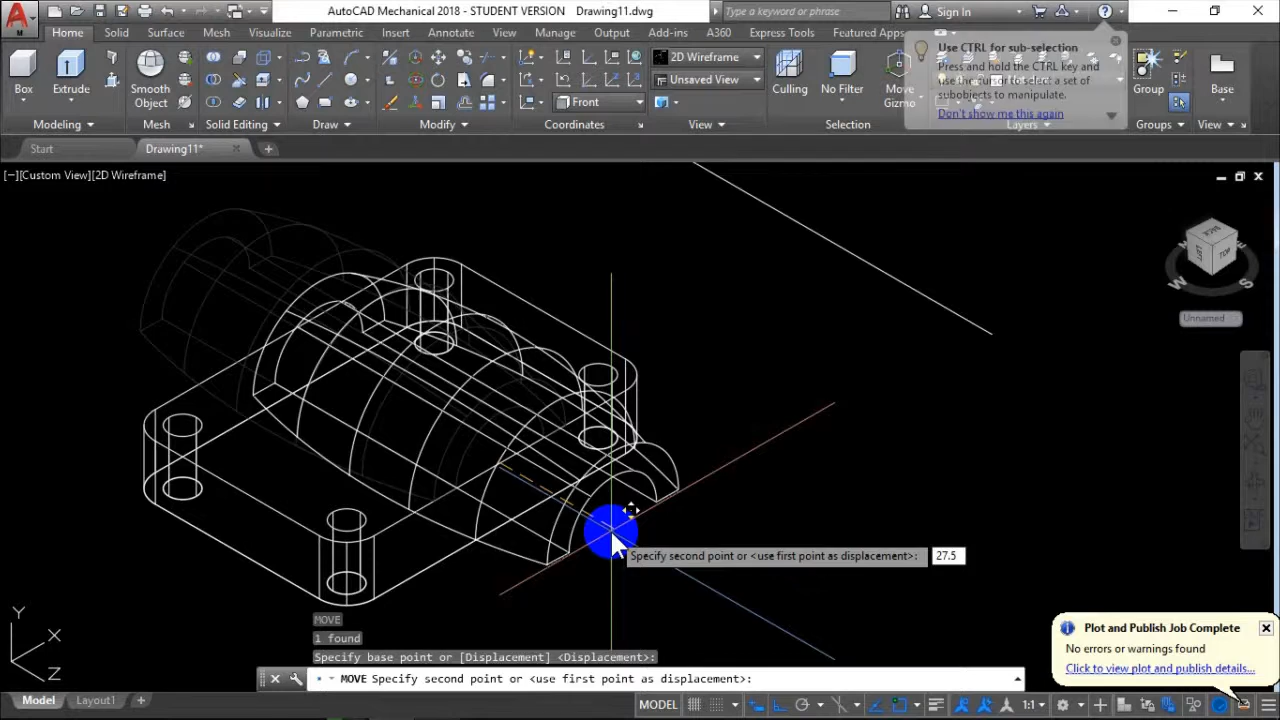 AutoCAD Mechanical 2018 - STUDENT VERSION Drawing11.dwg
Type a keyword or phrase
Sign In
Home Solid Surface Mesh Visualize Parametric Insert Annotate View Manage Output Add-ins A360 Express Tools Featured Apps
Box
Extrude
Smooth
Object
2D Wireframe
Unsaved View
Front
Culling
No Filter
Move
Gizmo
Group
Base
Modeling
Mesh
Solid Editing
Draw
Modify
Coordinates
View
Selection
Layers
Groups
View
Use CTRL for sub-selection
Press and hold the CTRL key and
use the cursor to select a set of
subobjects to manipulate.
Don't show me this again
Start
Drawing11*
[−][Custom View][2D Wireframe]
BACK
LEFT
TOP
W
S
Unnamed
Specify second point or <use first point as displacement>: 27.5
MOVE
1 found
Specify base point or [Displacement] <Displacement>:
MOVE Specify second point or <use first point as displacement>:
Y
X
Z
Plot and Publish Job Complete
No errors or warnings found
Click to view plot and publish details...
Model
Layout1
MODEL
1:1